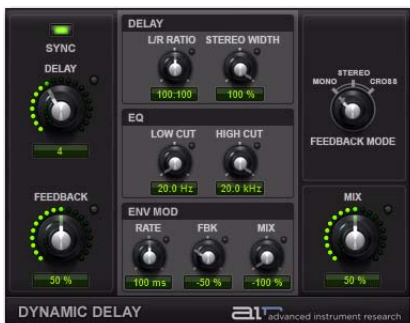 SYNC
DELAY
4
FEEDBACK
50 %
DELAY
L/R RATIO STEREO WIDTH
100:100 100 %
EQ
LOW CUT HIGH CUT
20.0 Hz 20.0 kHz
ENV MOD
RATE FBK MIX
100 ms -50 % -100 %
STEREO
MONO CROSS
FEEDBACK MODE
MIX
50 %
DYNAMIC DELAY
AIR advanced instrument research